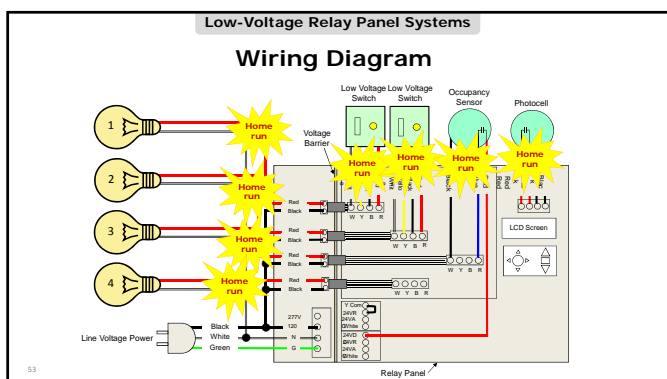 Low-Voltage Relay Panel Systems
Wiring Diagram
Low Voltage Switch
Low Voltage Switch
Occupancy Sensor
Photocell
Voltage Barrier
1
Home run
Home run
Home run
Home run
Home run
2
Home run
3
Home run
4
Home run
Red
Black
W Y B R
Red
Black
W Y B R
Red
Black
W Y B R
Red
Black
W Y B R
Red
Red
LCD Screen
277V
120
N
G
Y Com
24VR
24VA
White
24VD
24VR
24VA
White
Line Voltage Power
Black
White
Green
Relay Panel
53